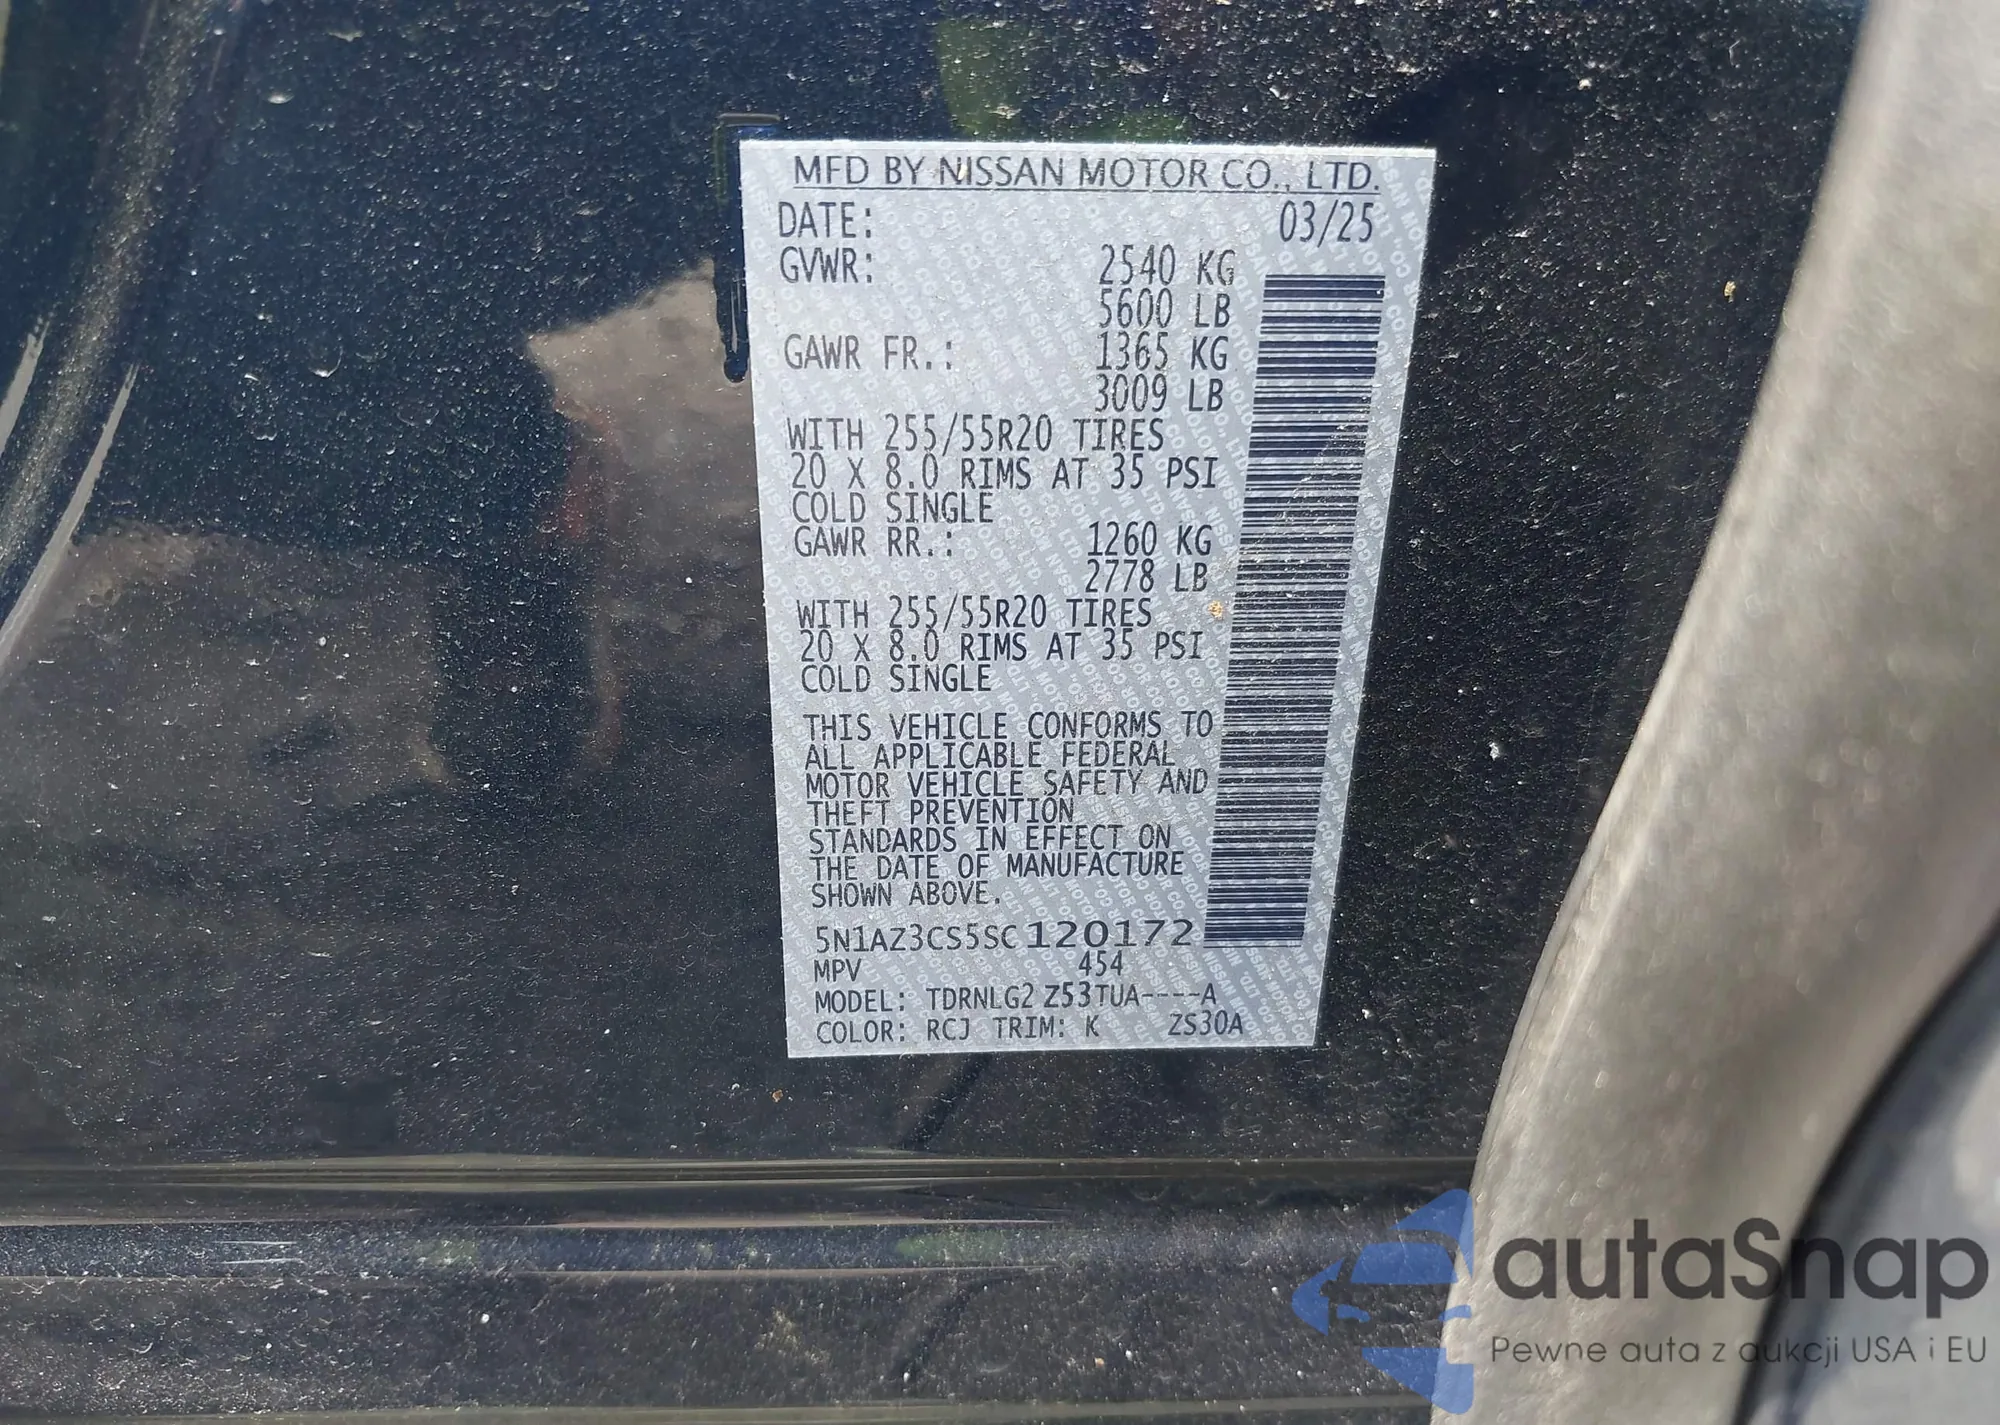 MFD BY NISSAN MOTOR CO., LTD.
DATE: 03/25
GVWR: 2540 KG
5600 LB
GAWR FR.: 1365 KG
3009 LB
WITH 255/55R20 TIRES
20 X 8.0 RIMS AT 35 PSI
COLD SINGLE
GAWR RR.: 1260 KG
2778 LB
WITH 255/55R20 TIRES
20 X 8.0 RIMS AT 35 PSI
COLD SINGLE
THIS VEHICLE CONFORMS TO
ALL APPLICABLE FEDERAL
MOTOR VEHICLE SAFETY AND
THEFT PREVENTION
STANDARDS IN EFFECT ON
THE DATE OF MANUFACTURE
SHOWN ABOVE.
5N1AZ3CS5SC120172
MPV 454
MODEL: TDRNLG2 Z53TUA----A
COLOR: RCJ TRIM: K ZS30A
autaSnap
Pewne auta z aukcji USA i EU